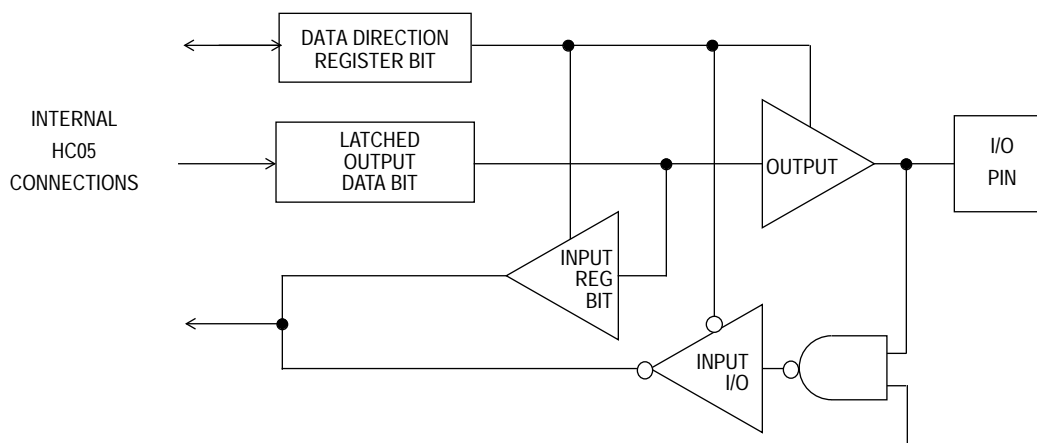 DATA DIRECTION
REGISTER BIT
INTERNAL
HC05
CONNECTIONS
LATCHED
OUTPUT
DATA BIT
OUTPUT
I/O
PIN
INPUT
REG
BIT
INPUT
I/O